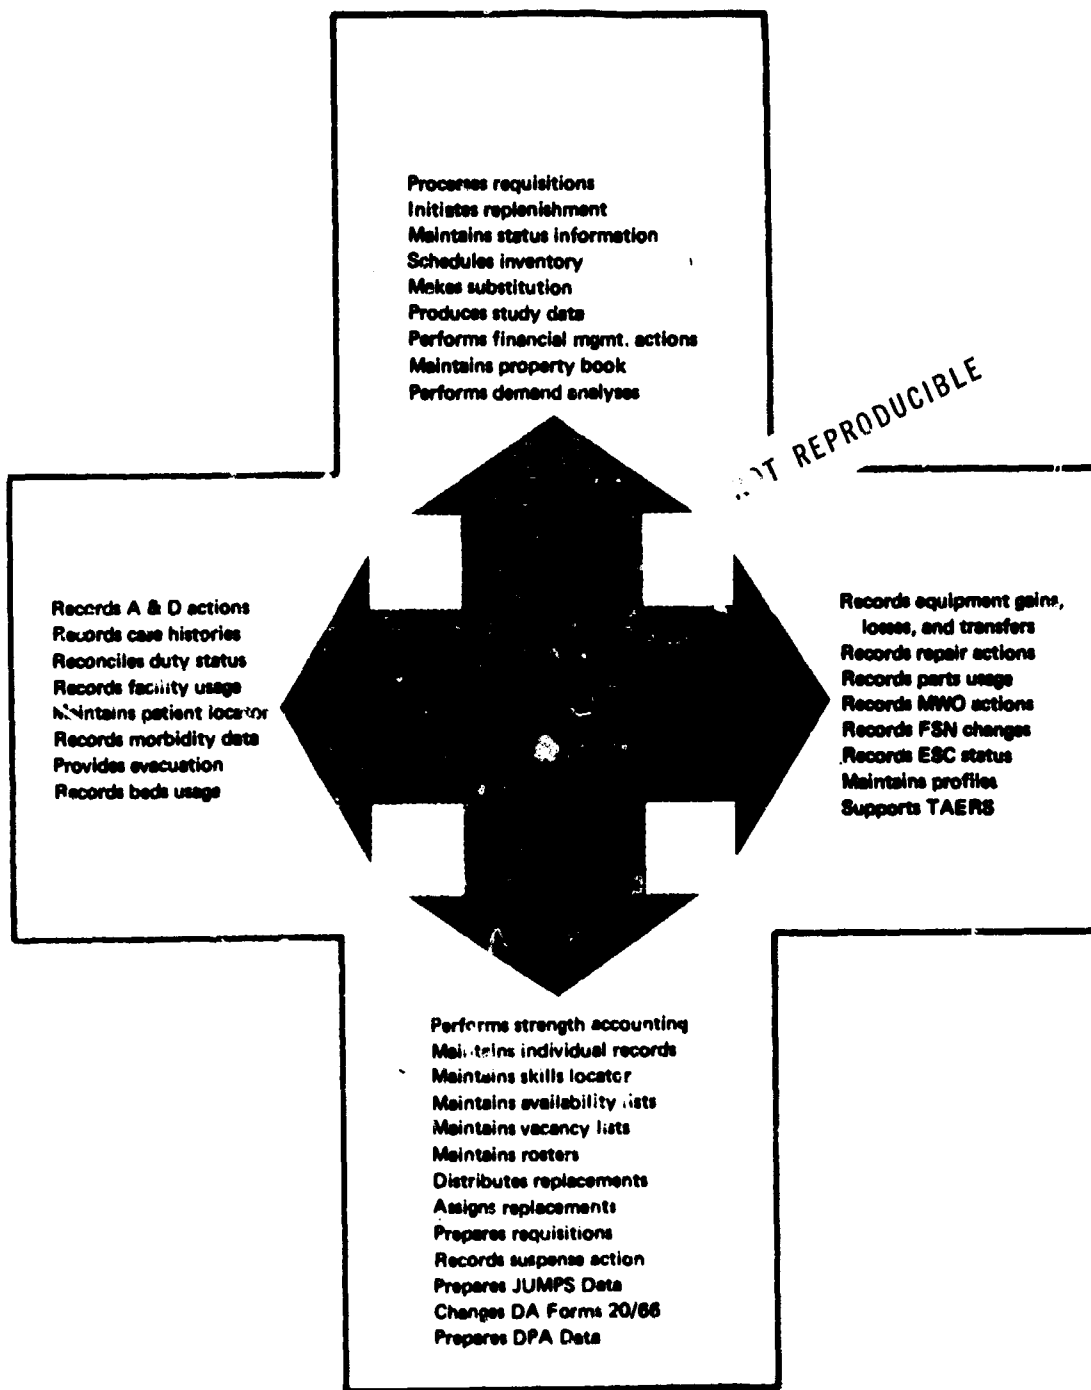 Processes requisitions
Initiates replenishment
Maintains status information
Schedules inventory
Makes substitution
Produces study data
Performs financial mgmt. actions
Maintains property book
Performs demand analyses
NOT REPRODUCIBLE
Records A & D actions
Records case histories
Reconciles duty status
Records facility usage
Maintains patient locator
Records morbidity data
Provides evacuation
Records beds usage
Records equipment gains,
losses, and transfers
Records repair actions
Records parts usage
Records MWO actions
Records FSN changes
Records ESC status
Maintains profiles
Supports TAERS
Performs strength accounting
Maintains individual records
Maintains skills locator
Maintains availability lists
Maintains vacancy lists
Maintains rosters
Distributes replacements
Assigns replacements
Prepares requisitions
Records suspense action
Prepares JUMPS Data
Changes DA Forms 20/66
Prepares DPA Data